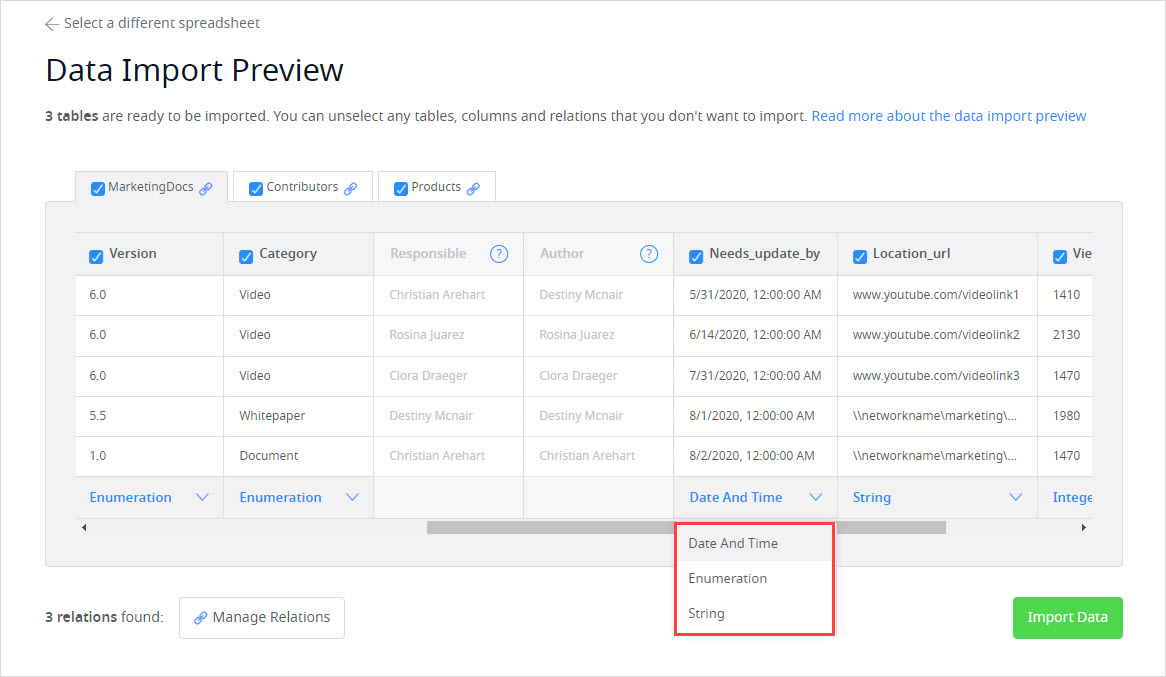 Select a different spreadsheet
Data Import Preview
3 tables are ready to be imported. You can unselect any tables, columns and relations that you don't want to import. Read more about the data import preview
MarketingDocs Contributors Products
Version Category Responsible ? Author ? Needs_update_by Location_url Vie
6.0 Video Christian Arehart Destiny Mcnair 5/31/2020, 12:00:00 AM www.youtube.com/videolink1 1410
6.0 Video Rosina Juarez Rosina Juarez 6/14/2020, 12:00:00 AM www.youtube.com/videolink2 2130
6.0 Video Clora Draeger Clora Draeger 7/31/2020, 12:00:00 AM www.youtube.com/videolink3 1470
5.5 Whitepaper Destiny Mcnair Destiny Mcnair 8/1/2020, 12:00:00 AM \\networkname\marketing\... 1980
1.0 Document Christian Arehart Christian Arehart 8/2/2020, 12:00:00 AM \\networkname\marketing\... 1470
Enumeration Enumeration Date And Time String Intege
Date And Time
Enumeration
String
3 relations found: Manage Relations Import Data